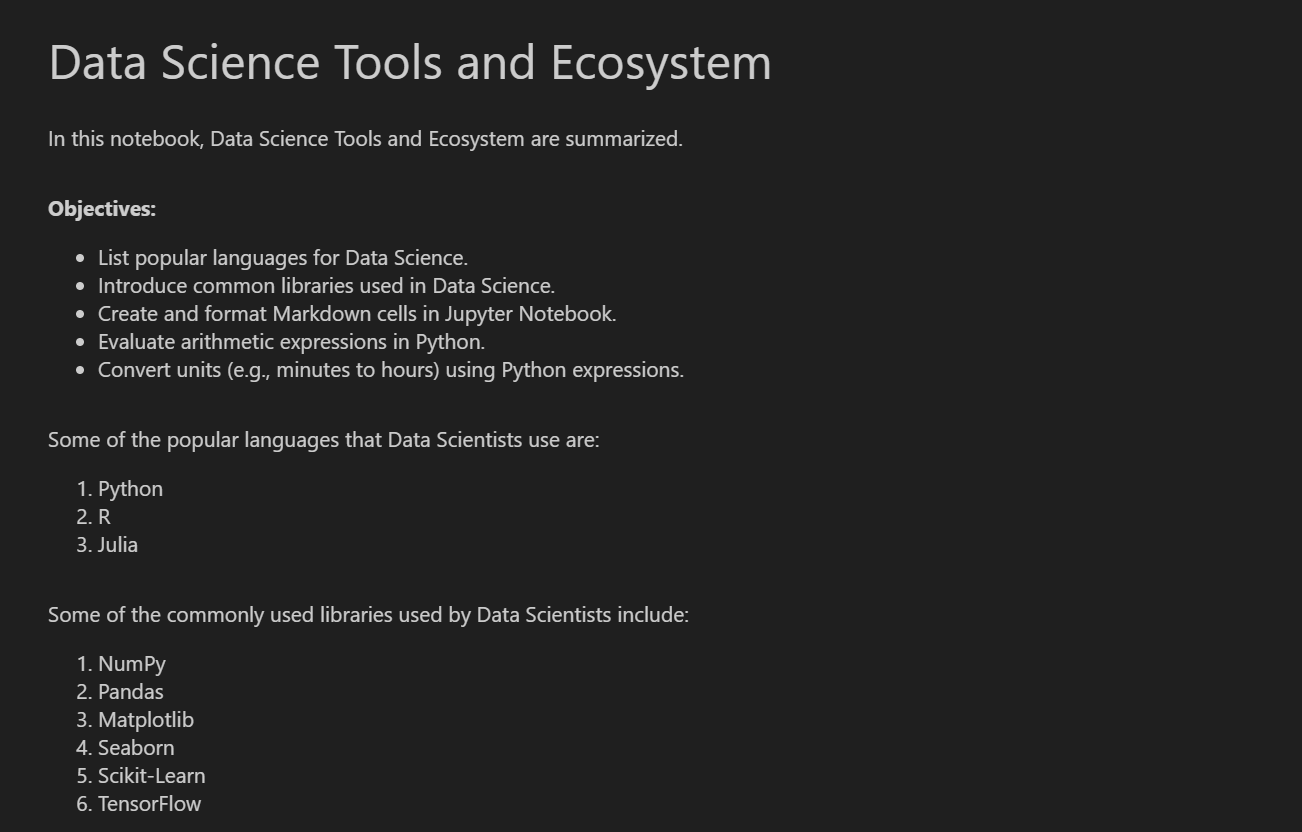 Data Science Tools and Ecosystem
In this notebook, Data Science Tools and Ecosystem are summarized.
Objectives:
• List popular languages for Data Science.
• Introduce common libraries used in Data Science.
• Create and format Markdown cells in Jupyter Notebook.
• Evaluate arithmetic expressions in Python.
• Convert units (e.g., minutes to hours) using Python expressions.
Some of the popular languages that Data Scientists use are:
1. Python
2. R
3. Julia
Some of the commonly used libraries used by Data Scientists include:
1. NumPy
2. Pandas
3. Matplotlib
4. Seaborn
5. Scikit-Learn
6. TensorFlow